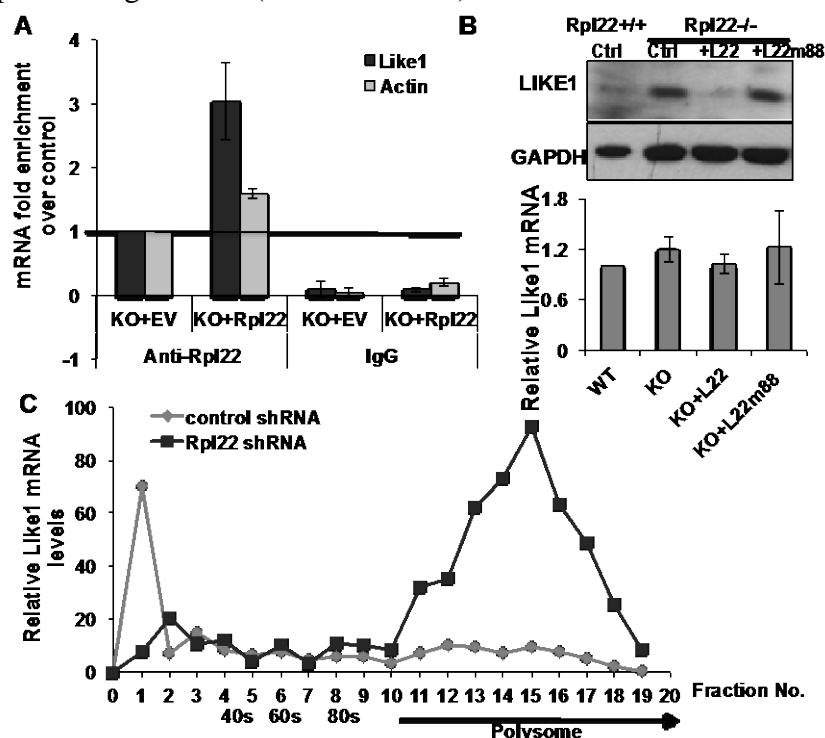 A
mRNA fold enrichment
over control
4
3
2
1
0
-1
Like1
Actin
KO+EV KO+Rpl22 KO+EV KO+Rpl22
Anti-Rpl22 IgG
B
Rpl22+/+ Rpl22-/-
Ctrl Ctrl +L22 +L22m88
LIKE1
GAPDH
Relative Like1 mRNA
1.8
1.2
0.6
0
WT KO KO+L22 KO+L22m88
C
Relative Like1 mRNA
levels
100
80
60
40
20
0
control shRNA
Rpl22 shRNA
0 1 2 3 4 5 6 7 8 9 10 11 12 13 14 15 16 17 18 19 20
Fraction No.
40s 60s 80s
Polysome